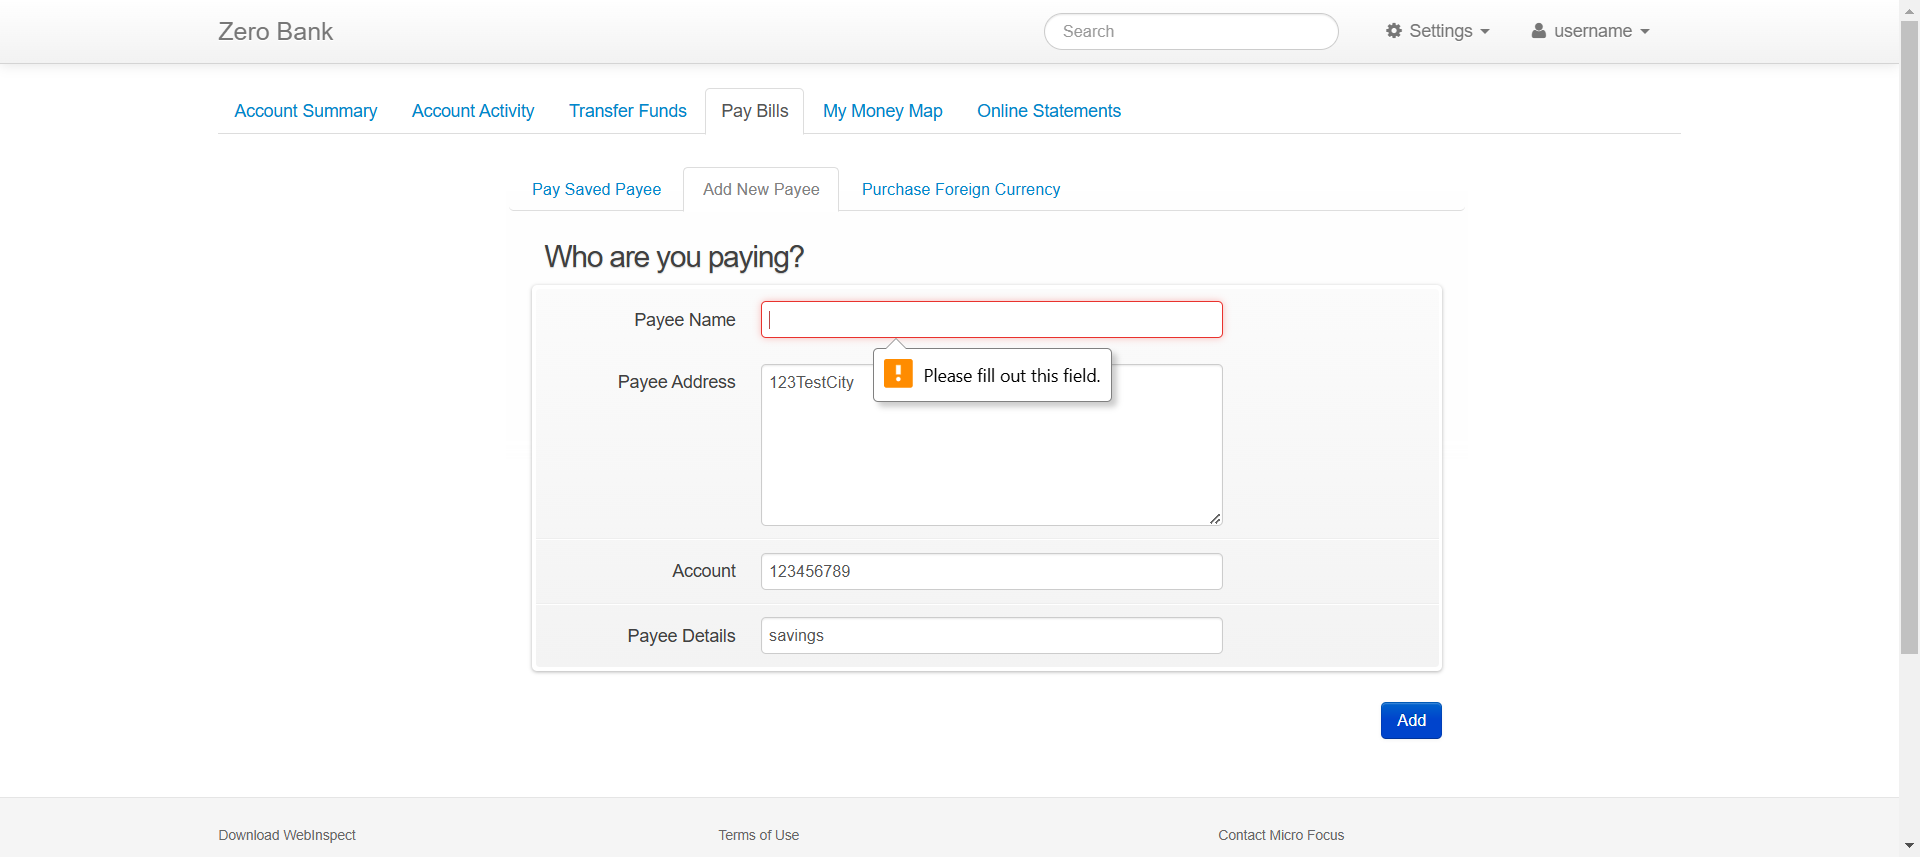 Zero Bank
Search
Settings
username
Account Summary
Account Activity
Transfer Funds
Pay Bills
My Money Map
Online Statements
Pay Saved Payee
Add New Payee
Purchase Foreign Currency
Who are you paying?
Payee Name
Please fill out this field.
Payee Address
123TestCity
Account
123456789
Payee Details
savings
Add
Download WebInspect
Terms of Use
Contact Micro Focus